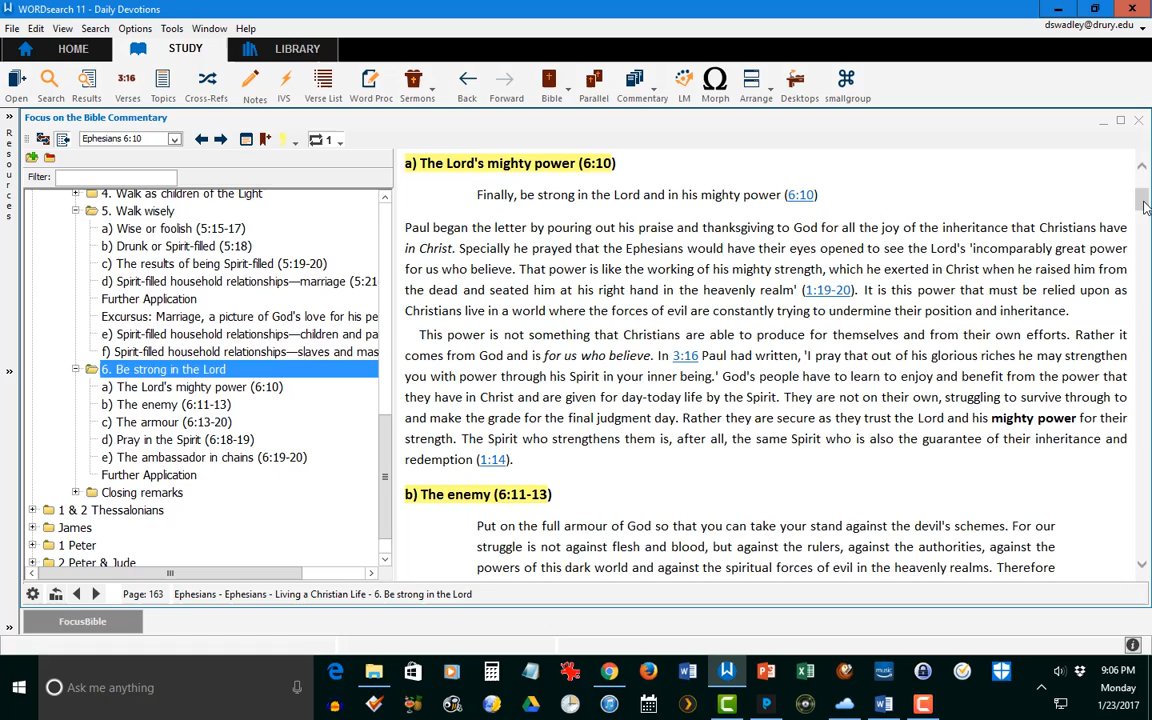 WORDsearch 11 - Daily Devotions
File Edit View Search Options Tools Window Help
dswadley@drury.edu
HOME STUDY LIBRARY
3:16
Open Search Results Verses Topics Cross-Refs Notes IVS Verse List Word Proc Sermons Back Forward Bible Parallel Commentary LM Morph Arrange Desktops smallgroup
Focus on the Bible Commentary
Resources
Ephesians 6:10
1
Filter:
4. Walk as children of the Light
5. Walk wisely
a) Wise or foolish (5:15-17)
b) Drunk or Spirit-filled (5:18)
c) The results of being Spirit-filled (5:19-20)
d) Spirit-filled household relationships—marriage (5:21
Further Application
Excursus: Marriage, a picture of God's love for his pe
e) Spirit-filled household relationships—children and pa
f) Spirit-filled household relationships—slaves and mas
6. Be strong in the Lord
a) The Lord's mighty power (6:10)
b) The enemy (6:11-13)
c) The armour (6:13-20)
d) Pray in the Spirit (6:18-19)
e) The ambassador in chains (6:19-20)
Further Application
Closing remarks
1 & 2 Thessalonians
James
1 Peter
2 Peter & Jude
a) The Lord's mighty power (6:10)
Finally, be strong in the Lord and in his mighty power (6:10)
Paul began the letter by pouring out his praise and thanksgiving to God for all the joy of the inheritance that Christians have
in Christ. Specially he prayed that the Ephesians would have their eyes opened to see the Lord's 'incomparably great power
for us who believe. That power is like the working of his mighty strength, which he exerted in Christ when he raised him from
the dead and seated him at his right hand in the heavenly realm' (1:19-20). It is this power that must be relied upon as
Christians live in a world where the forces of evil are constantly trying to undermine their position and inheritance.
This power is not something that Christians are able to produce for themselves and from their own efforts. Rather it
comes from God and is for us who believe. In 3:16 Paul had written, 'I pray that out of his glorious riches he may strengthen
you with power through his Spirit in your inner being.' God's people have to learn to enjoy and benefit from the power that
they have in Christ and are given for day-today life by the Spirit. They are not on their own, struggling to survive through to
and make the grade for the final judgment day. Rather they are secure as they trust the Lord and his mighty power for their
strength. The Spirit who strengthens them is, after all, the same Spirit who is also the guarantee of their inheritance and
redemption (1:14).
b) The enemy (6:11-13)
Put on the full armour of God so that you can take your stand against the devil's schemes. For our
struggle is not against flesh and blood, but against the rulers, against the authorities, against the
powers of this dark world and against the spiritual forces of evil in the heavenly realms. Therefore
Page: 163 Ephesians - Ephesians - Living a Christian Life - 6. Be strong in the Lord
FocusBible
Ask me anything
9:06 PM
Monday
1/23/2017